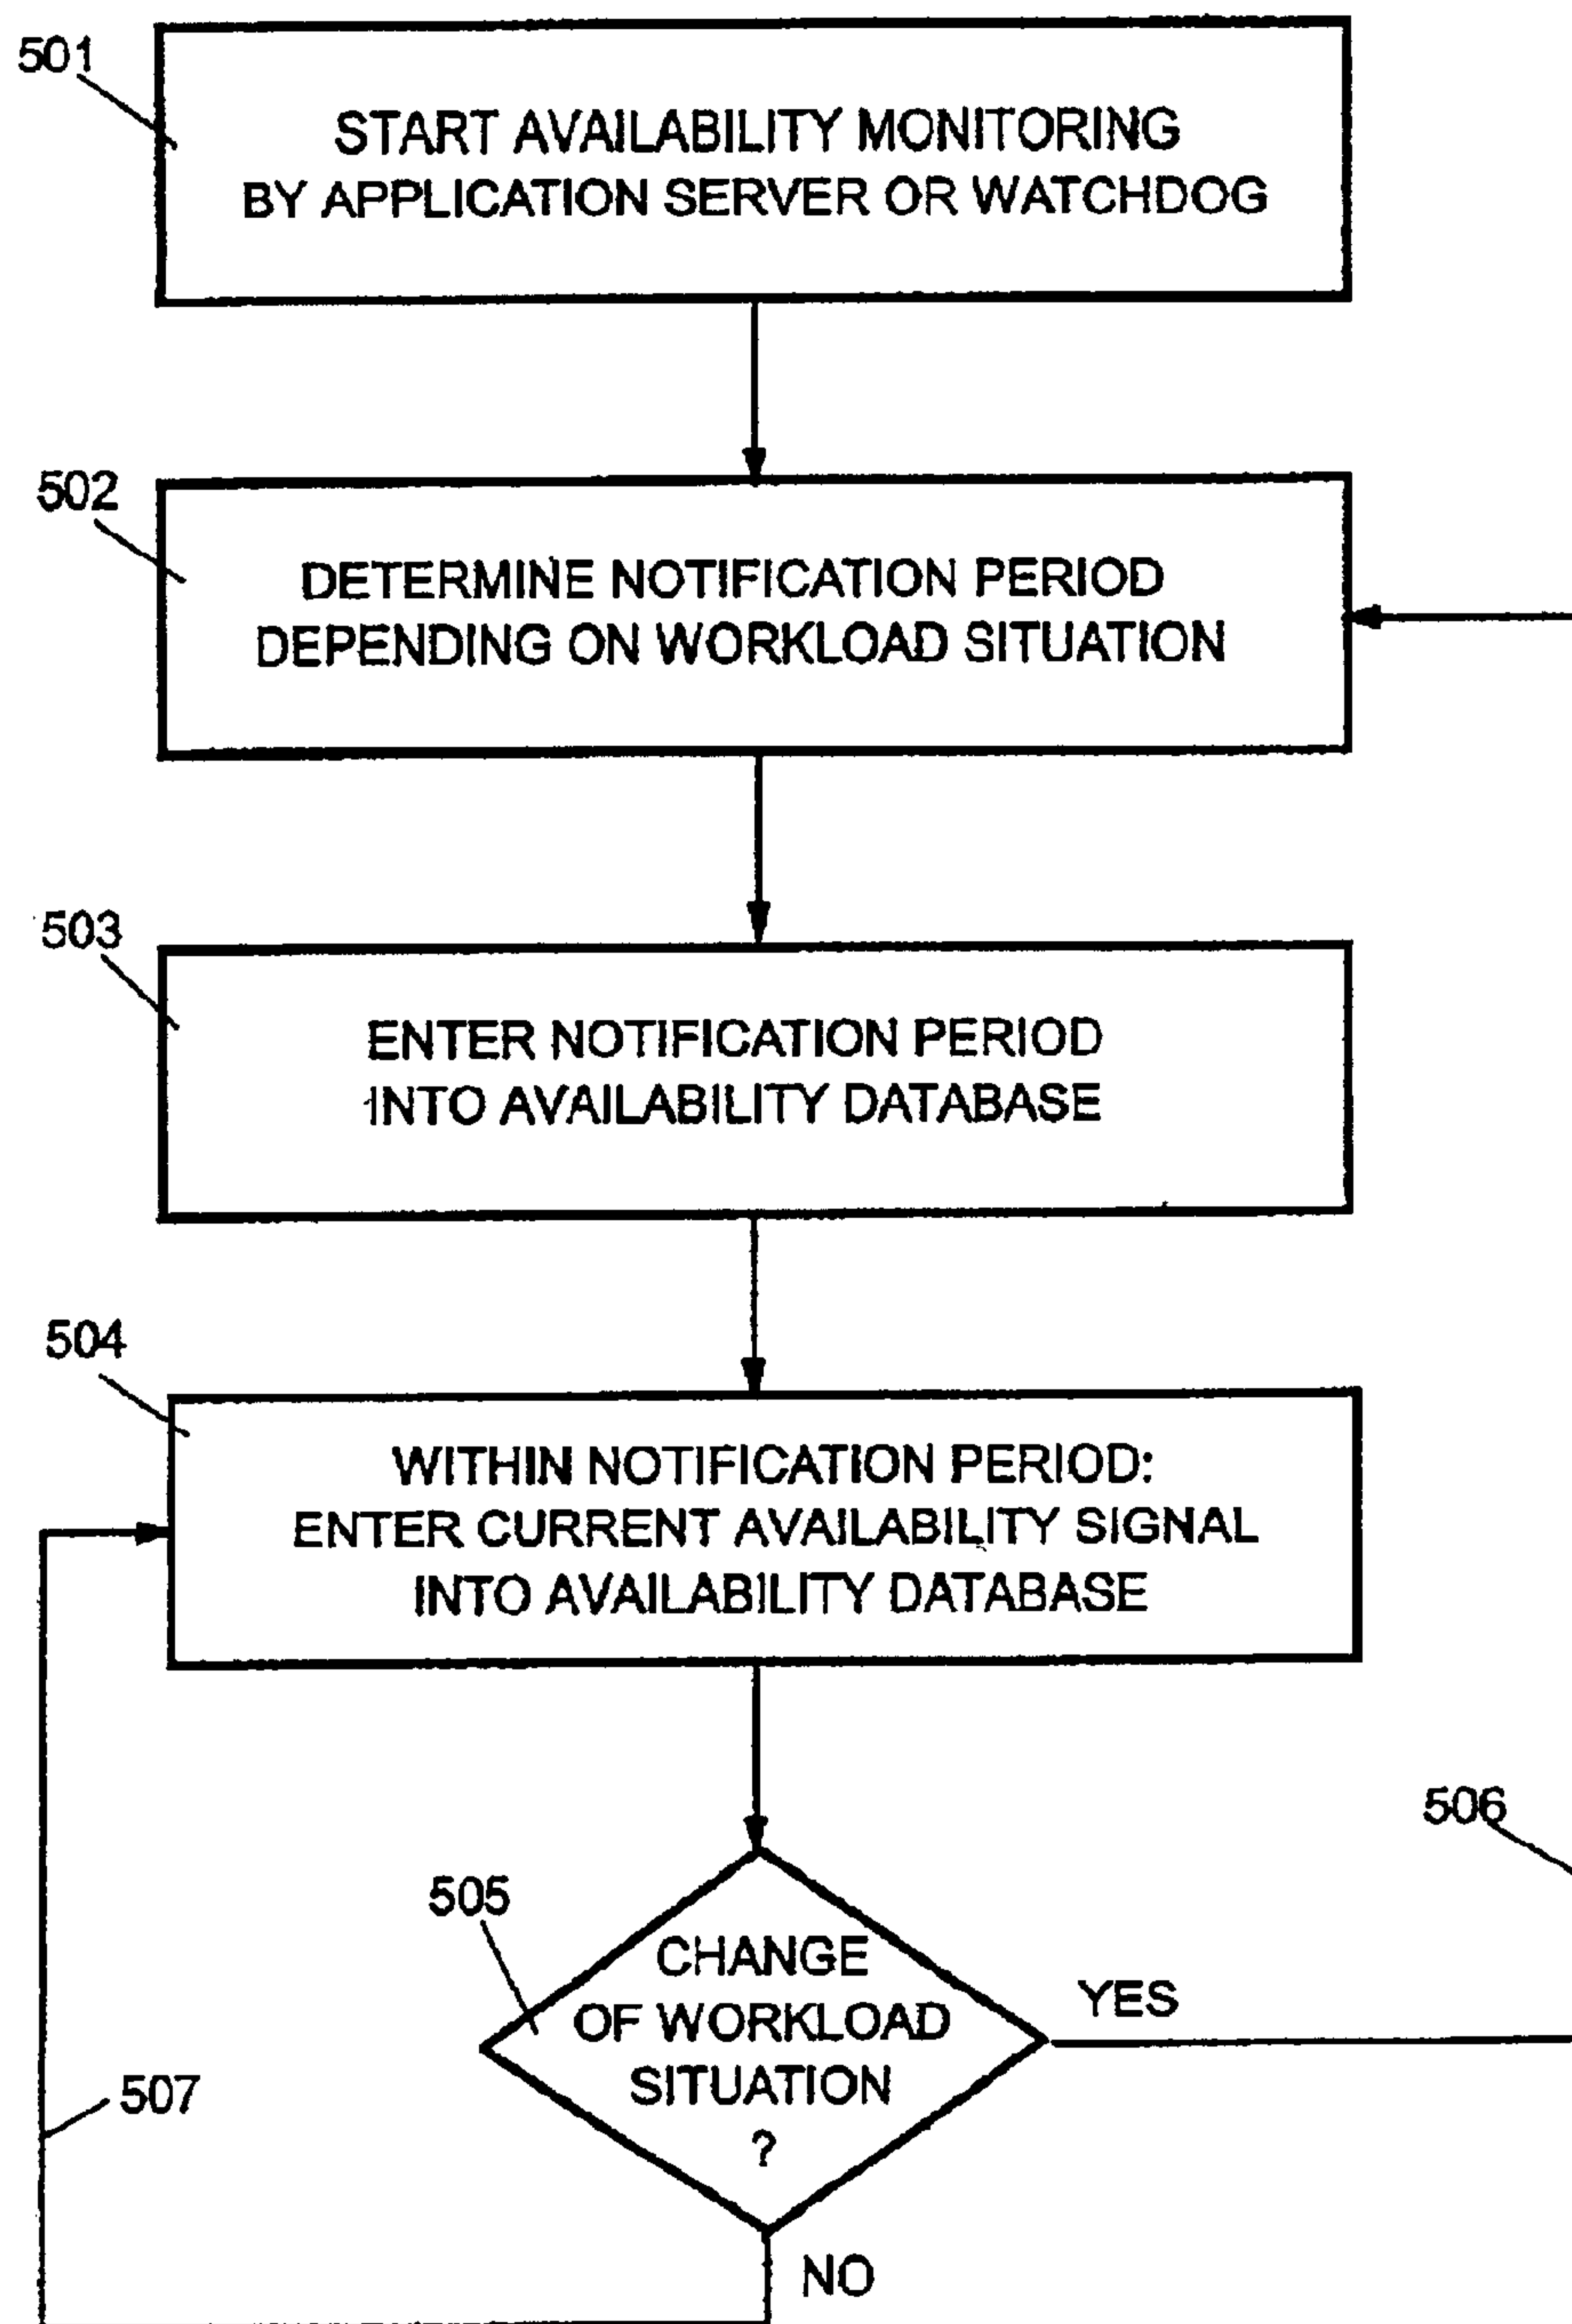 501
START AVAILABILITY MONITORING
BY APPLICATION SERVER OR WATCHDOG
502
DETERMINE NOTIFICATION PERIOD
DEPENDING ON WORKLOAD SITUATION
503
ENTER NOTIFICATION PERIOD
INTO AVAILABILITY DATABASE
504
WITHIN NOTIFICATION PERIOD:
ENTER CURRENT AVAILABILITY SIGNAL
INTO AVAILABILITY DATABASE
506
505
CHANGE
OF WORKLOAD
SITUATION
?
YES
507
NO